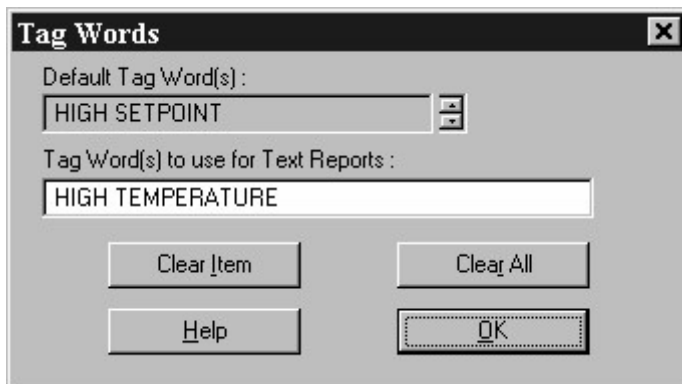 Tag Words
Default Tag Word(s) :
HIGH SETPOINT
Tag Word(s) to use for Text Reports :
HIGH TEMPERATURE
Clear Item
Clear All
Help
OK